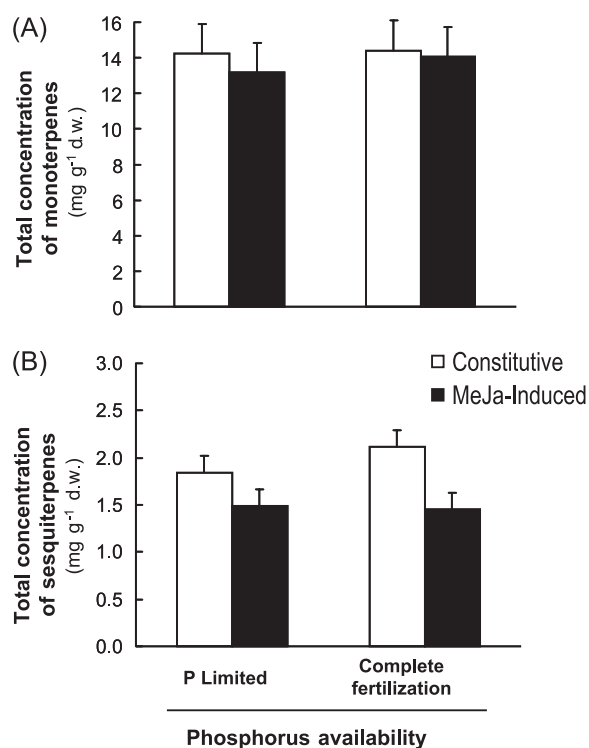 (A)
Total concentration
of monoterpenes
(mg g-1 d.w.)
16
14
12
10
8
6
4
2
0
(B)
Total concentration
of sesquiterpenes
(mg g-1 d.w.)
3.0
2.5
2.0
1.5
1.0
0.5
0.0
Constitutive
MeJa-Induced
P Limited
Complete
fertilization
Phosphorus availability